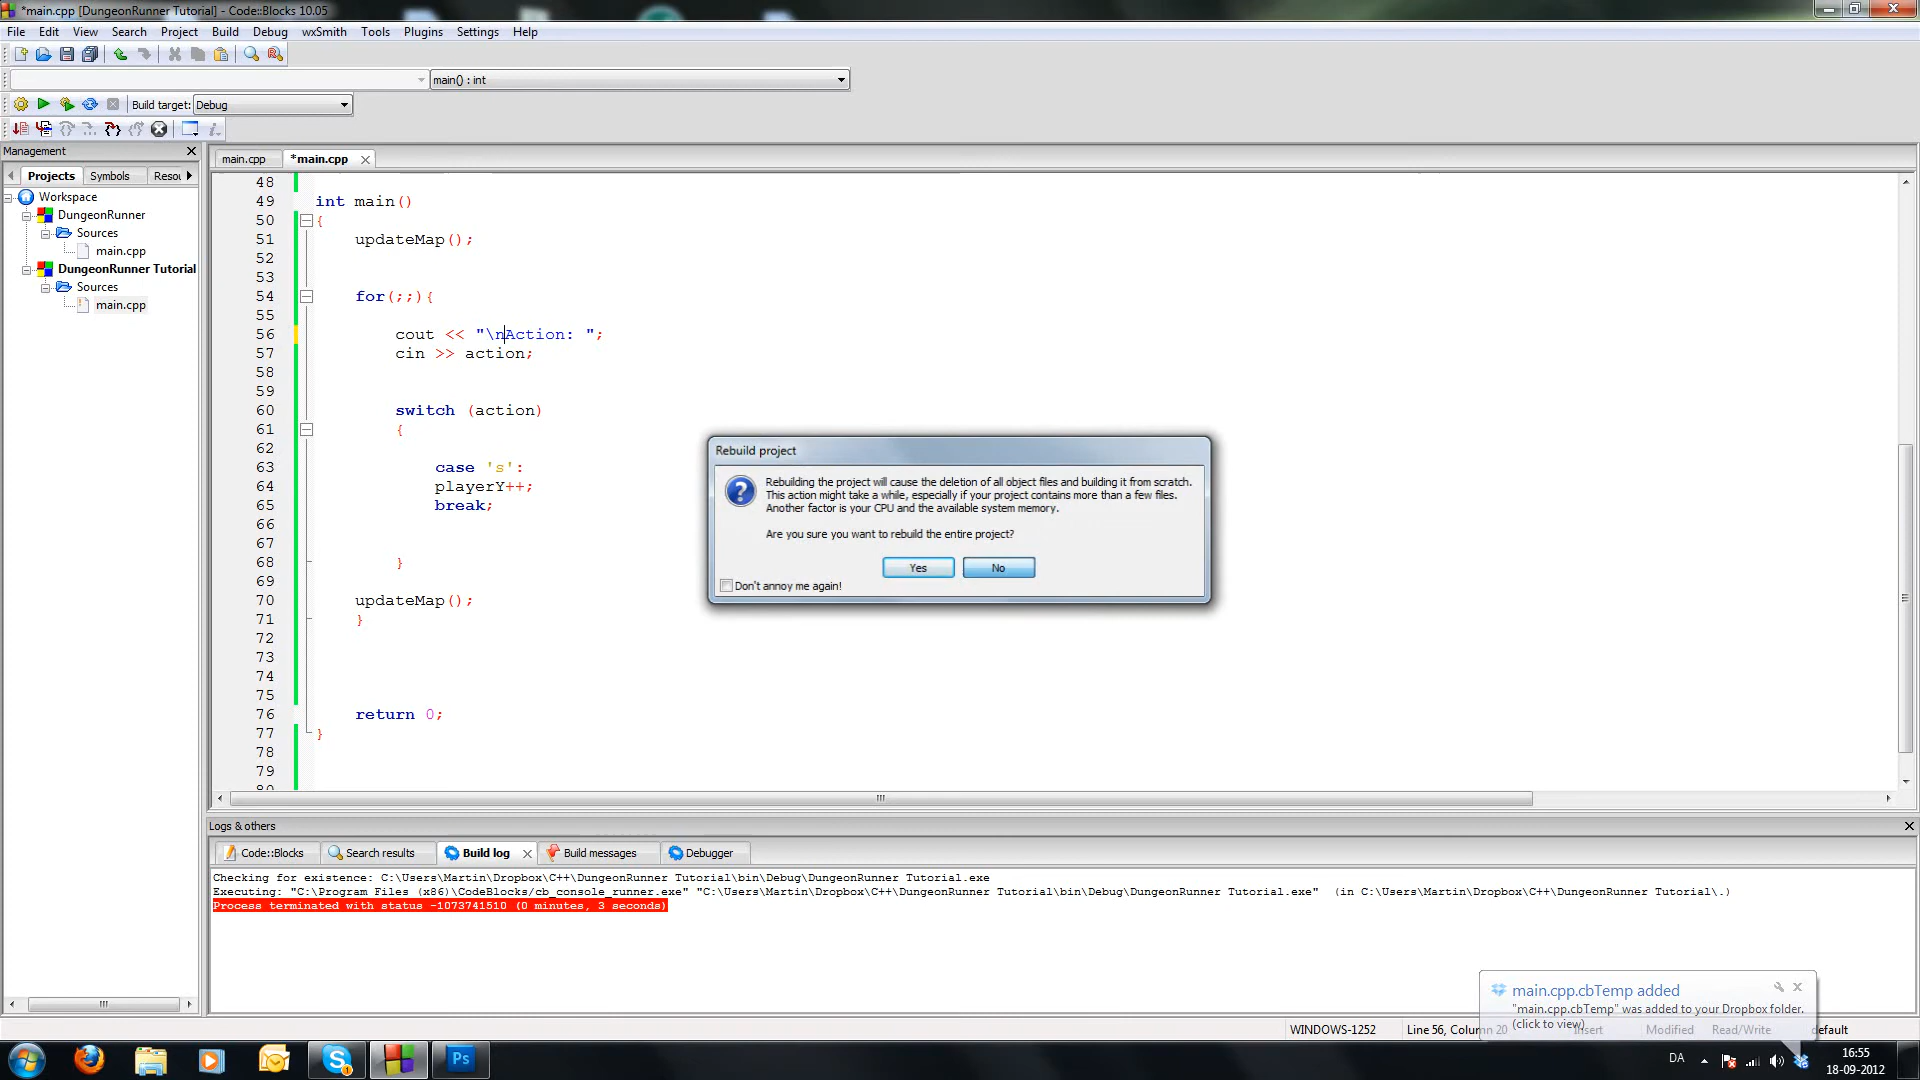 *main.cpp [DungeonRunner Tutorial] - Code::Blocks 10.05
File Edit View Search Project Build Debug wxSmith Tools Plugins Settings Help
main() : int
Build target: Debug
Management
Projects Symbols Resou
Workspace
DungeonRunner
Sources
main.cpp
DungeonRunner Tutorial
Sources
main.cpp
main.cpp *main.cpp
48
49 int main()
50 {
51 updateMap();
52
53
54 for(;;){
55
56 cout << "\nAction: ";
57 cin >> action;
58
59
60 switch (action)
61 {
62
63 case 's':
64 playerY++;
65 break;
66
67
68 }
69
70 updateMap();
71 }
72
73
74
75
76 return 0;
77 }
78
79
80
Rebuild project
Rebuilding the project will cause the deletion of all object files and building it from scratch.
This action might take a while, especially if your project contains more than a few files.
Another factor is your CPU and the available system memory.
Are you sure you want to rebuild the entire project?
Yes No
Don't annoy me again!
Logs & others
Code::Blocks Search results Build log Build messages Debugger
Checking for existence: C:\Users\Martin\Dropbox\C++\DungeonRunner Tutorial\bin\Debug\DungeonRunner Tutorial.exe
Executing: "C:\Program Files (x86)\CodeBlocks/cb_console_runner.exe" "C:\Users\Martin\Dropbox\C++\DungeonRunner Tutorial\bin\Debug\DungeonRunner Tutorial.exe" (in C:\Users\Martin\Dropbox\C++\DungeonRunner Tutorial\.)
Process terminated with status -1073741510 (0 minutes, 3 seconds)
main.cpp.cbTemp added
"main.cpp.cbTemp" was added to your Dropbox folder.
(click to view)
WINDOWS-1252 Line 56, Column 20 Insert Modified Read/Write default
Ps
DA
16:55
18-09-2012